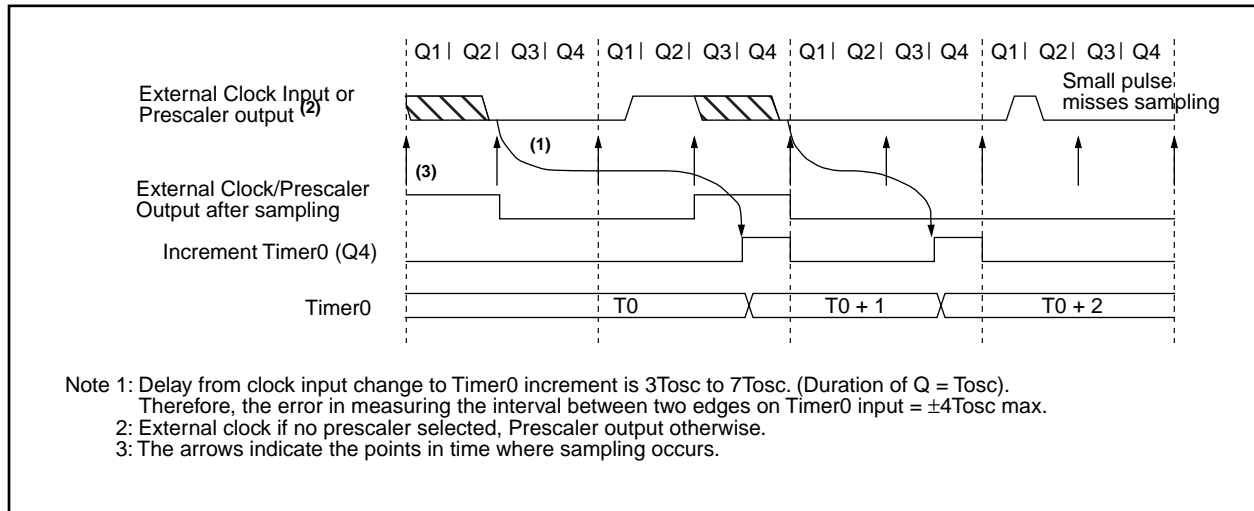 Q1| Q2| Q3| Q4 Q1| Q2| Q3| Q4 Q1| Q2| Q3| Q4 Q1| Q2| Q3| Q4
External Clock Input or
Prescaler output (2)
Small pulse
misses sampling
(1)
(3)
External Clock/Prescaler
Output after sampling
Increment Timer0 (Q4)
Timer0 T0 T0 + 1 T0 + 2
Note 1: Delay from clock input change to Timer0 increment is 3Tosc to 7Tosc. (Duration of Q = Tosc).
Therefore, the error in measuring the interval between two edges on Timer0 input = ±4Tosc max.
2: External clock if no prescaler selected, Prescaler output otherwise.
3: The arrows indicate the points in time where sampling occurs.